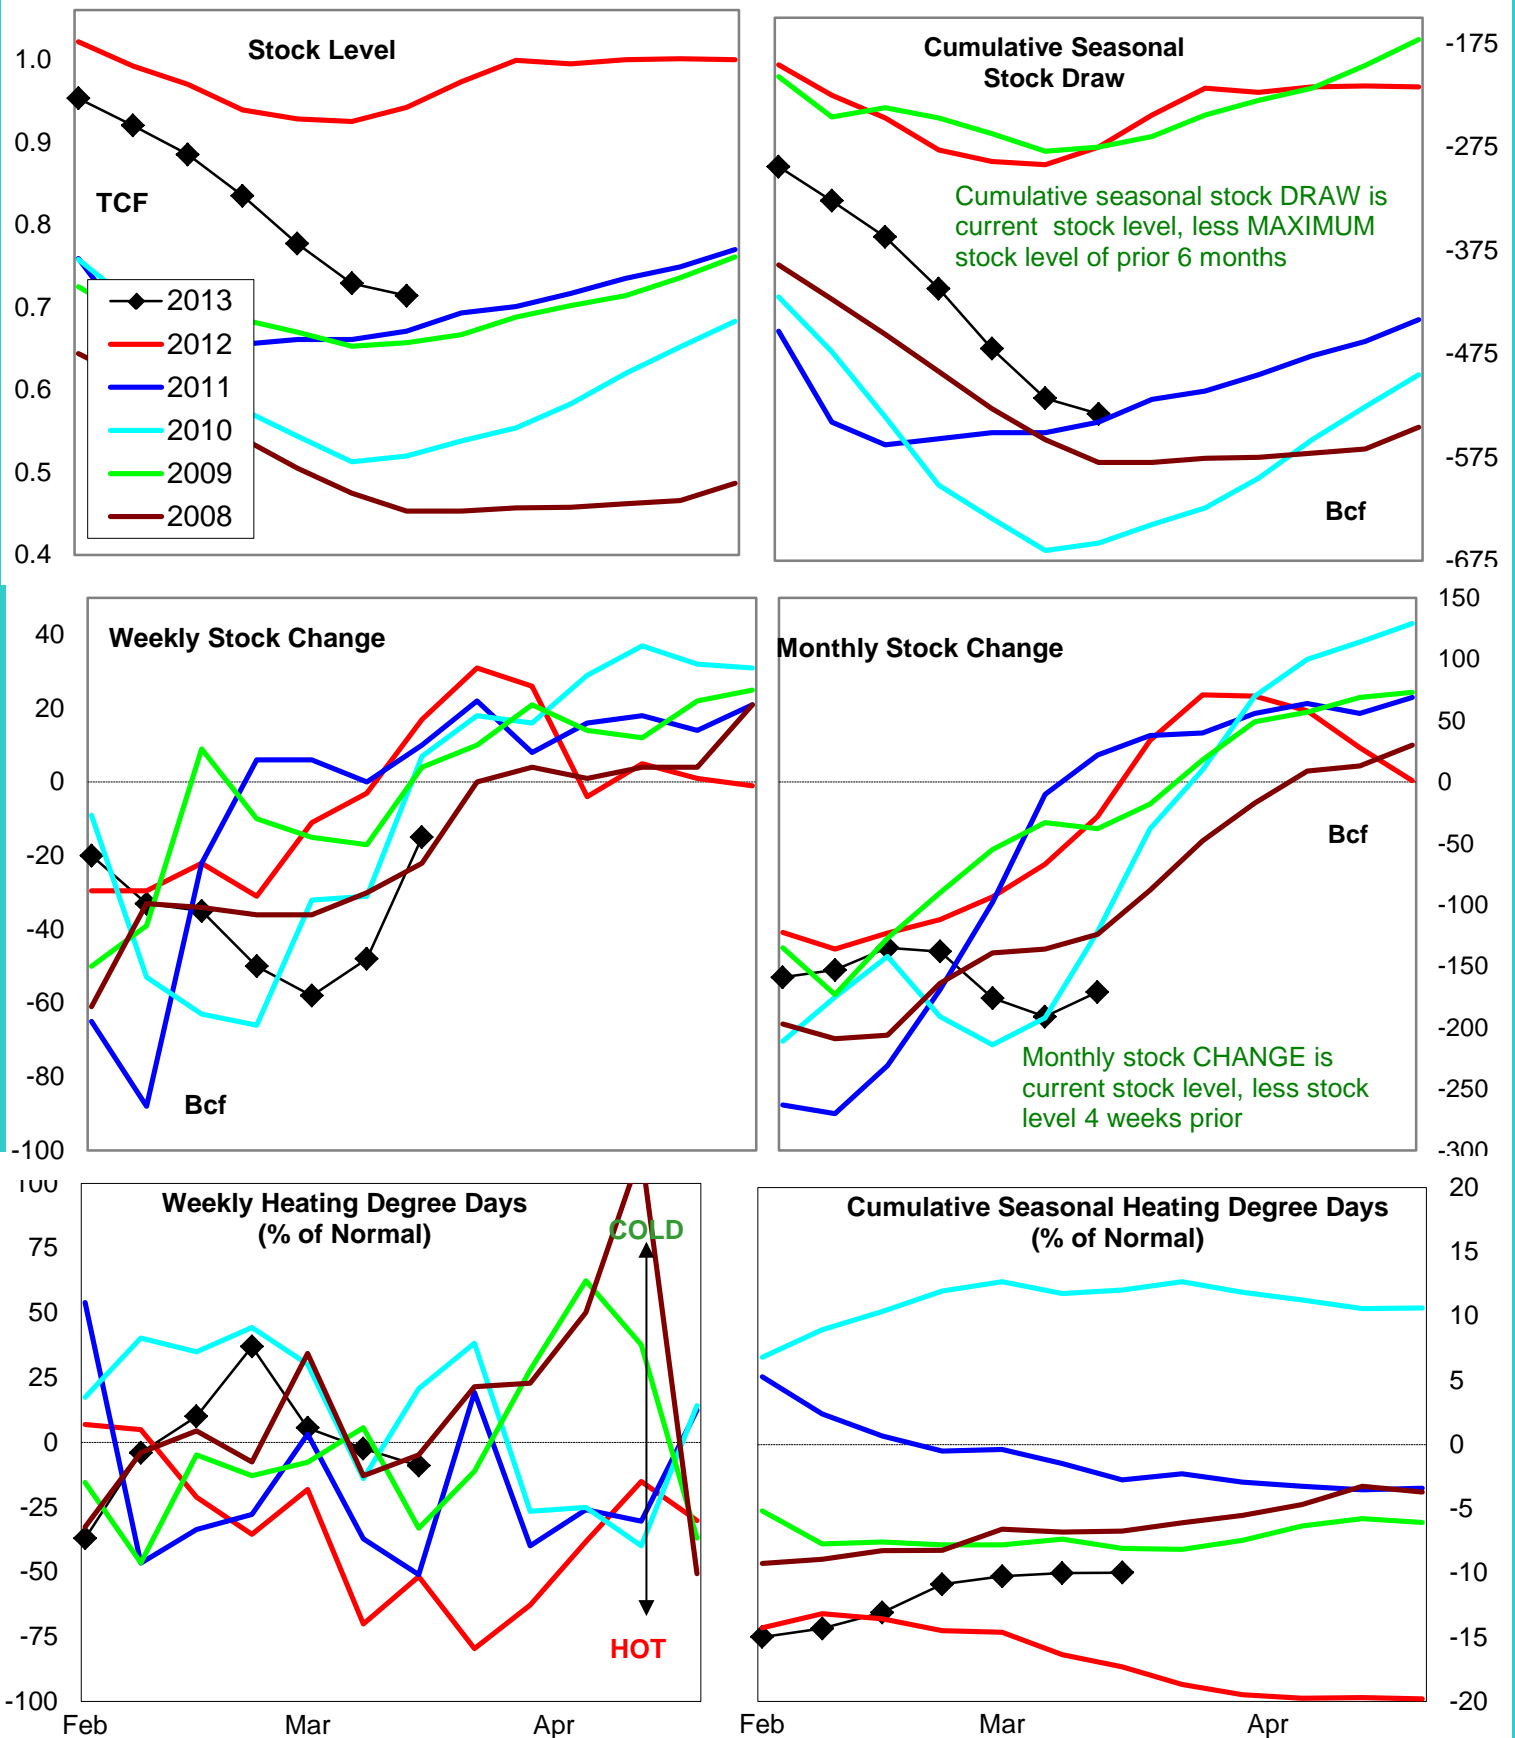 Stock Level
1.0
0.9
TCF
0.8
0.7
0.6
0.5
0.4
2013
2012
2011
2010
2009
2008
Cumulative Seasonal
Stock Draw
-175
-275
Cumulative seasonal stock DRAW is
current stock level, less MAXIMUM
stock level of prior 6 months
-375
-475
-575
Bcf
-675
Weekly Stock Change
40
20
0
-20
-40
-60
-80
Bcf
-100
Monthly Stock Change
150
100
50
0
Bcf
-50
-100
-150
-200
Monthly stock CHANGE is
current stock level, less stock
level 4 weeks prior
-250
-300
Weekly Heating Degree Days
(% of Normal)
COLD
100
75
50
25
0
-25
-50
-75
HOT
-100
Feb Mar Apr
Cumulative Seasonal Heating Degree Days
(% of Normal)
20
15
10
5
0
-5
-10
-15
-20
Feb Mar Apr